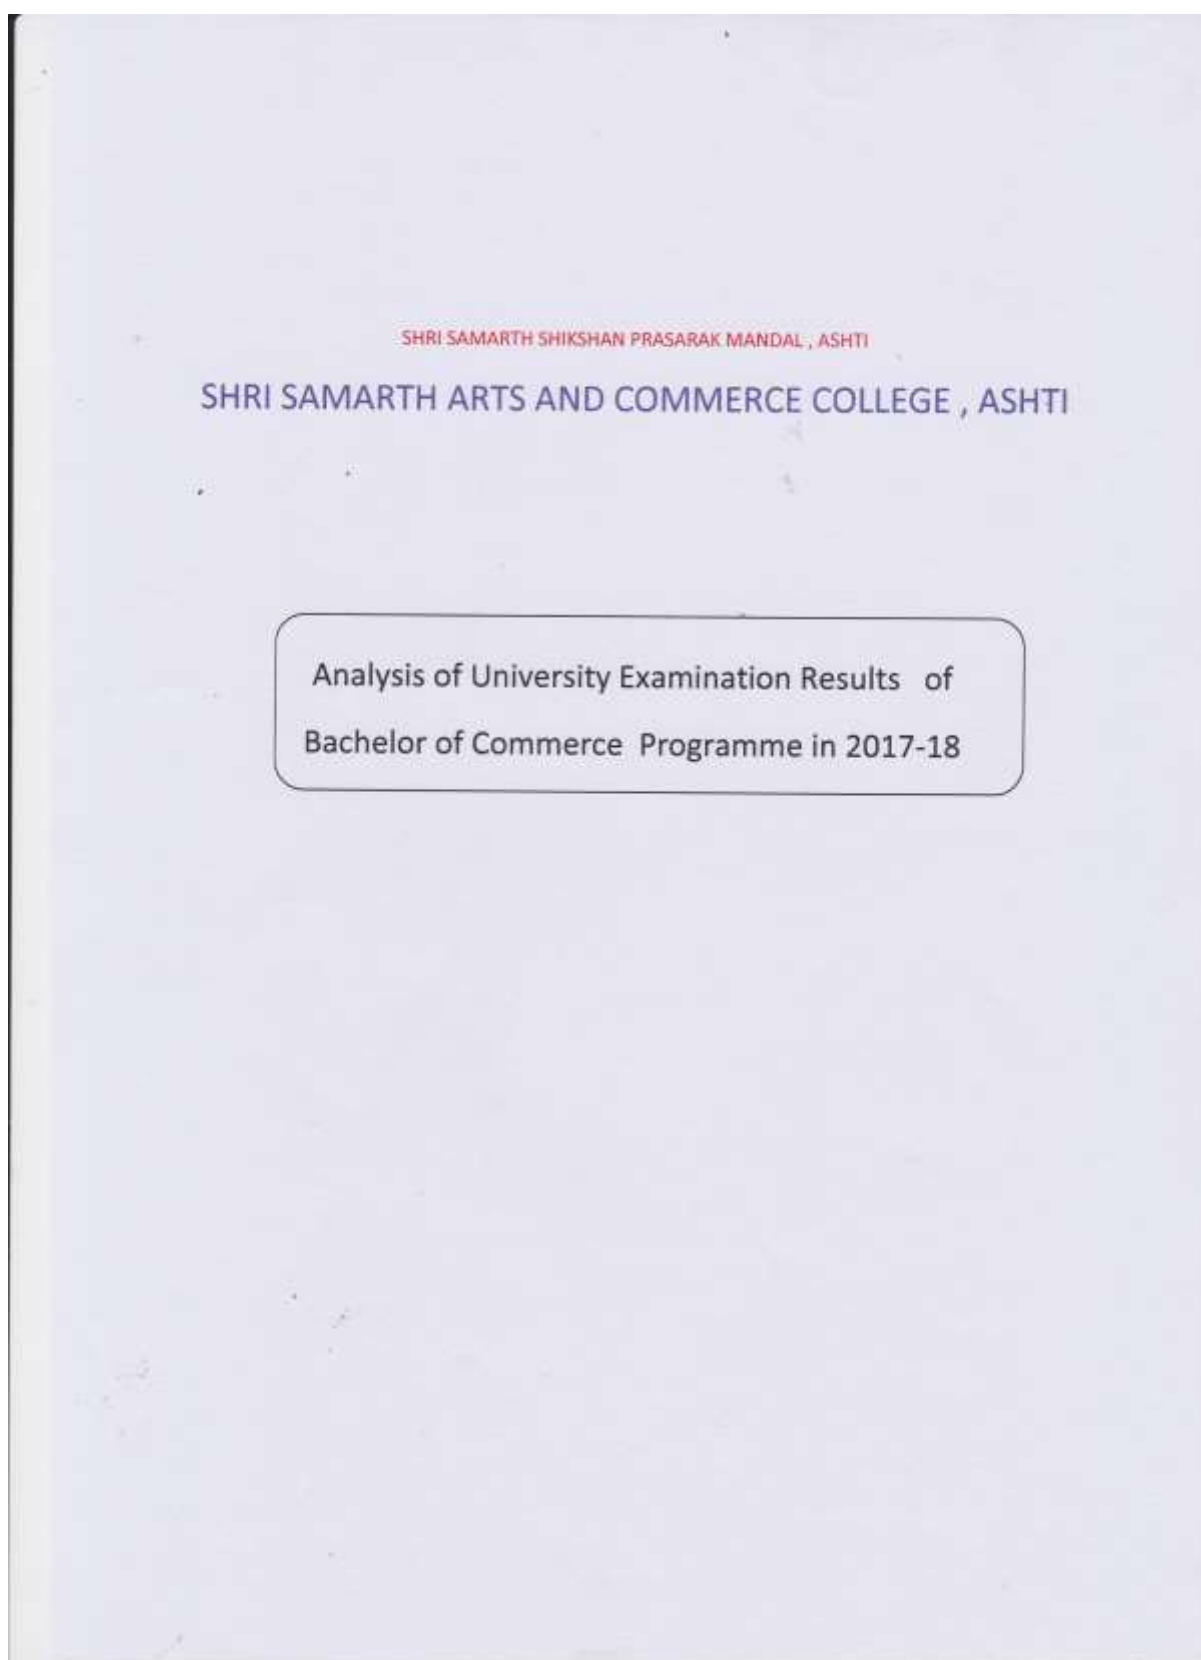 SHRI SAMARTH SHIKSHAN PRASARAK MANDAL , ASHTI
SHRI SAMARTH ARTS AND COMMERCE COLLEGE , ASHTI
Analysis of University Examination Results of
Bachelor of Commerce Programme in 2017-18